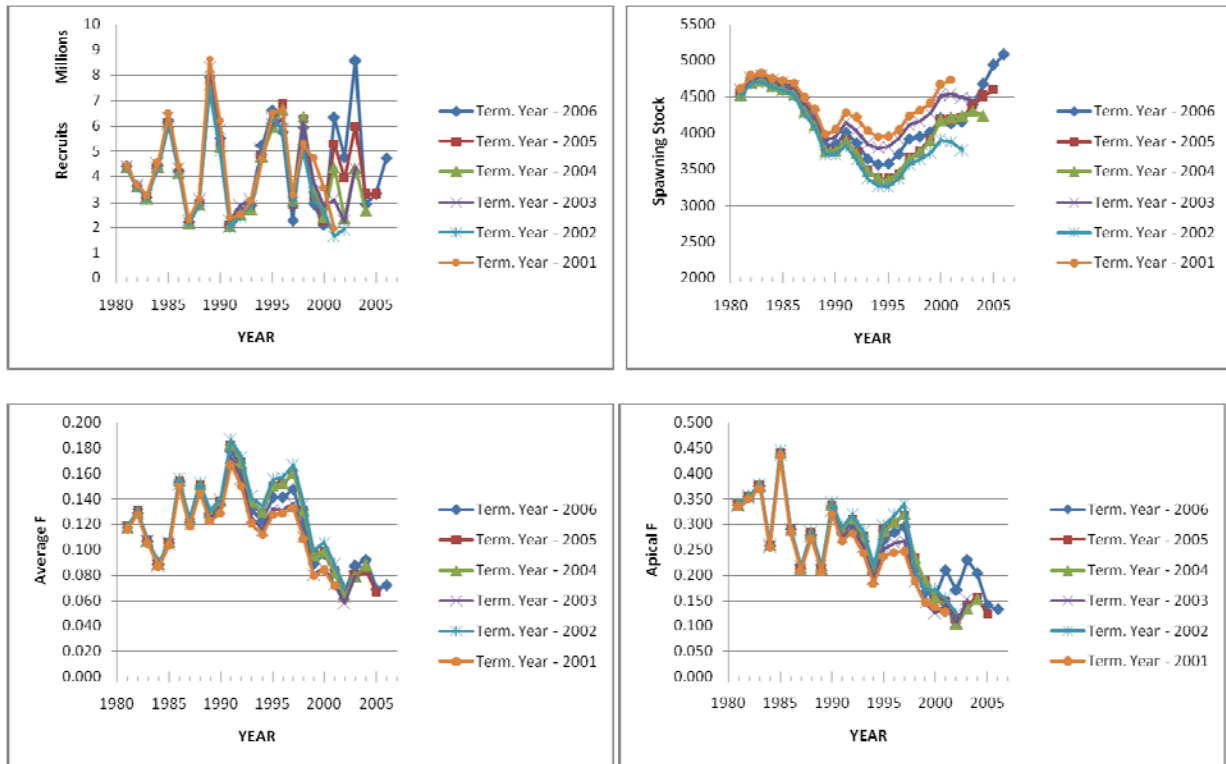 Recruits Millions
10
9
8
7
6
5
4
3
2
1
0
1980 1985 1990 1995 2000 2005
YEAR
Term. Year - 2006
Term. Year - 2005
Term. Year - 2004
Term. Year - 2003
Term. Year - 2002
Term. Year - 2001
Spawning Stock
5500
5000
4500
4000
3500
3000
2500
2000
1980 1985 1990 1995 2000 2005
YEAR
Term. Year - 2006
Term. Year - 2005
Term. Year - 2004
Term. Year - 2003
Term. Year - 2002
Term. Year - 2001
Average F
0.200
0.180
0.160
0.140
0.120
0.100
0.080
0.060
0.040
0.020
0.000
1980 1985 1990 1995 2000 2005
YEAR
Term. Year - 2006
Term. Year - 2005
Term. Year - 2004
Term. Year - 2003
Term. Year - 2002
Term. Year - 2001
Apical F
0.500
0.450
0.400
0.350
0.300
0.250
0.200
0.150
0.100
0.050
0.000
1980 1985 1990 1995 2000 2005
YEAR
Term. Year - 2006
Term. Year - 2005
Term. Year - 2004
Term. Year - 2003
Term. Year - 2002
Term. Year - 2001